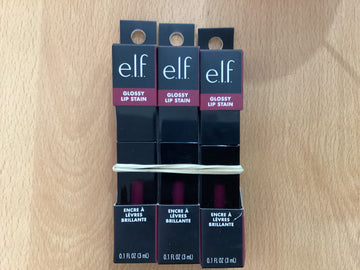 e.l.f.
GLOSSY
LIP STAIN
ENCRE À
LÈVRES
BRILLANTE
0.1 FL OZ (3 mL)
e.l.f.
GLOSSY
LIP STAIN
ENCRE À
LÈVRES
BRILLANTE
0.1 FL OZ (3 mL)
e.l.f.
GLOSSY
LIP STAIN
ENCRE À
LÈVRES
BRILLANTE
0.1 FL OZ (3 mL)